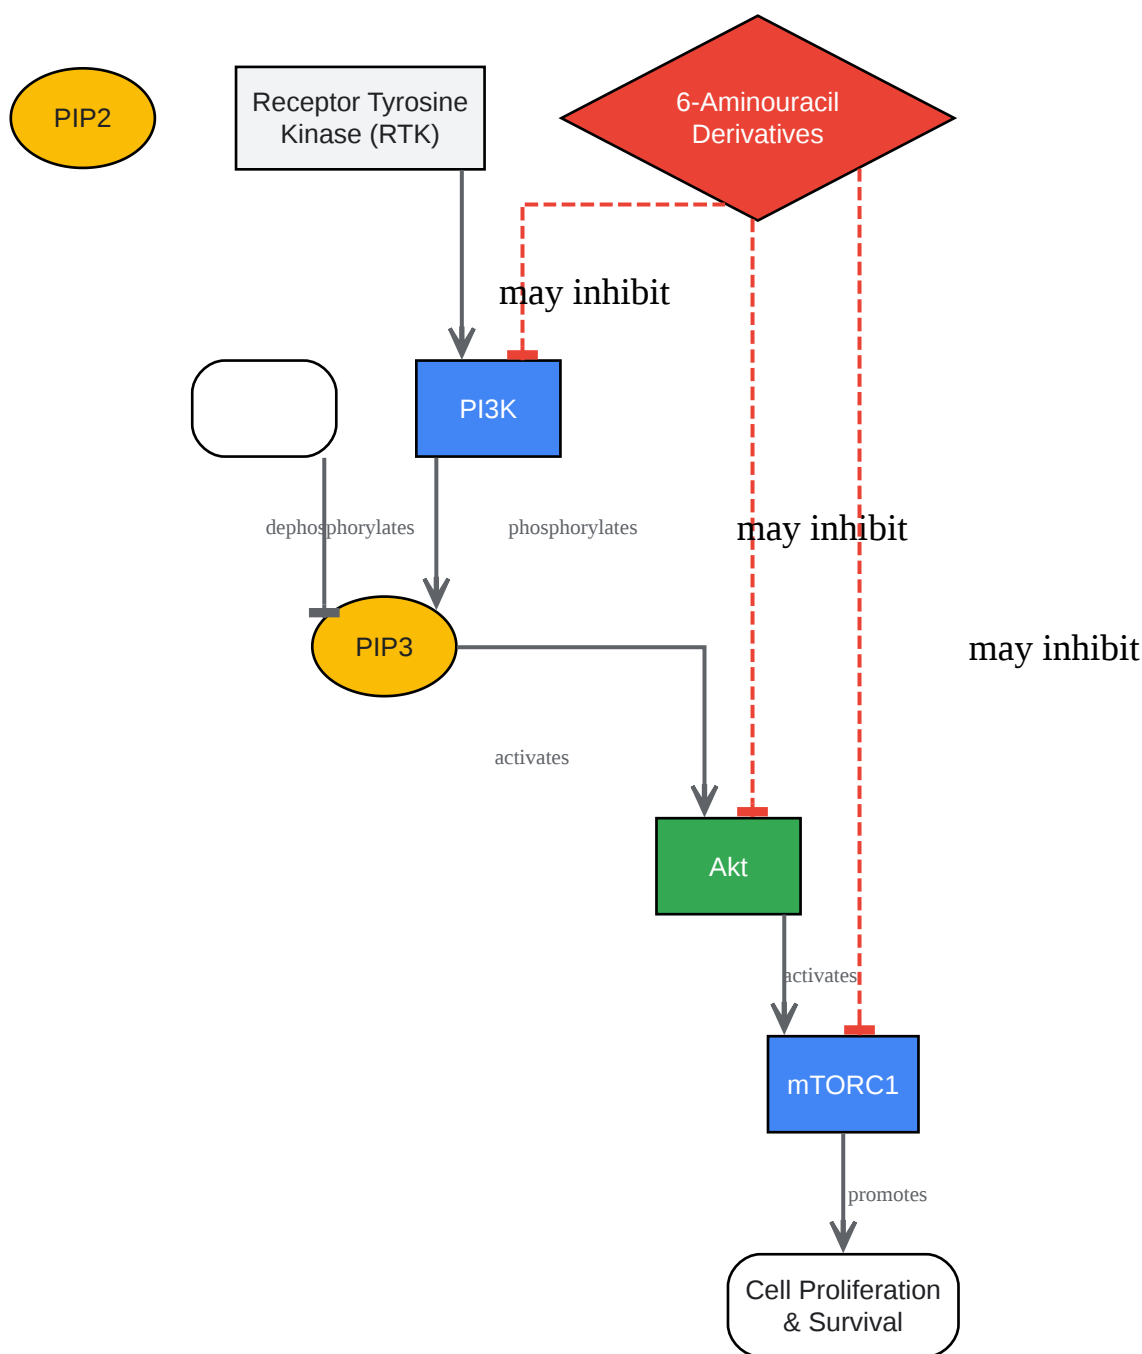 PIP2
Receptor Tyrosine
Kinase (RTK)
6-Aminouracil
Derivatives
may inhibit
PI3K
dephosphorylates
phosphorylates
may inhibit
PIP3
may inhibit
activates
Akt
activates
mTORC1
promotes
Cell Proliferation
& Survival